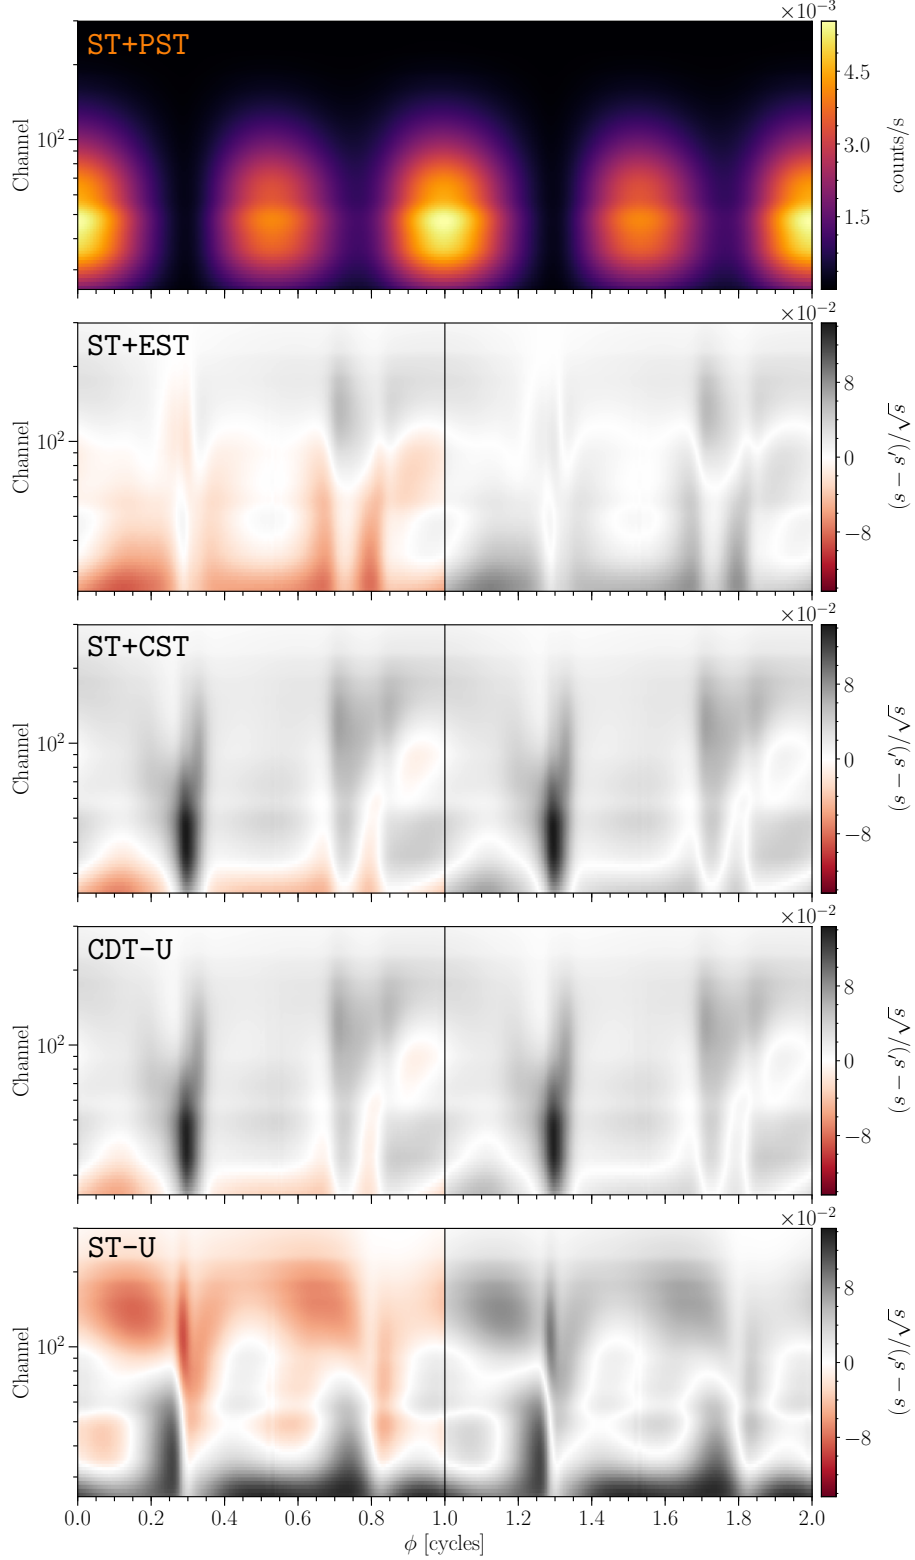 ×10⁻³
ST+PST
Channel
10²
4.5
3.0
1.5
counts/s
×10⁻²
ST+EST
Channel
10²
8
0
−8
(s − s′)/√s
×10⁻²
ST+CST
Channel
10²
8
0
−8
(s − s′)/√s
×10⁻²
CDT-U
Channel
10²
8
0
−8
(s − s′)/√s
×10⁻²
ST-U
Channel
10²
8
0
−8
(s − s′)/√s
0.0 0.2 0.4 0.6 0.8 1.0 1.2 1.4 1.6 1.8 2.0
ϕ [cycles]